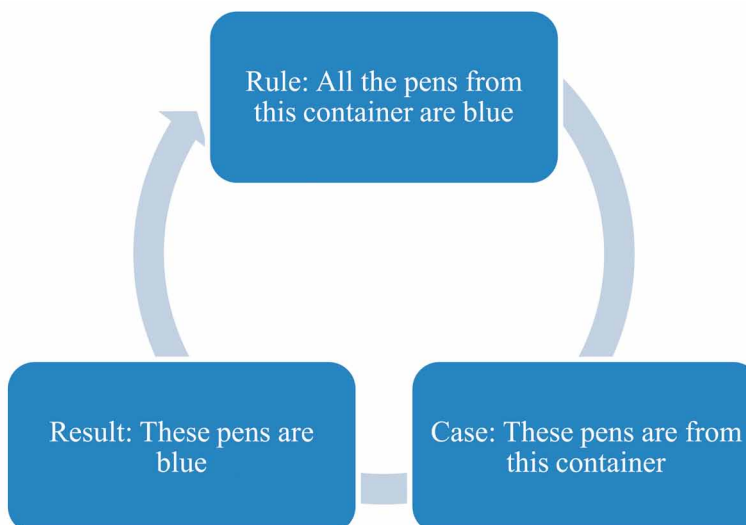 Rule: All the pens from
this container are blue
Result: These pens are
blue
Case: These pens are from
this container